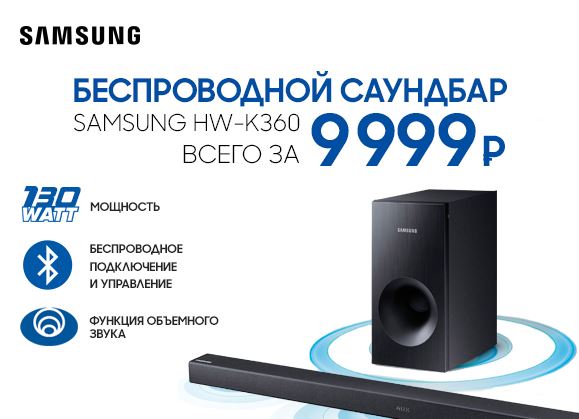 SAMSUNG
БЕСПРОВОДНОЙ САУНДБАР
SAMSUNG HW-K360
ВСЕГО ЗА 9 999 ₽
130 WATT
МОЩНОСТЬ
БЕСПРОВОДНОЕ
ПОДКЛЮЧЕНИЕ
И УПРАВЛЕНИЕ
ФУНКЦИЯ ОБЪЕМНОГО
ЗВУКА
SAMSUNG
AUX